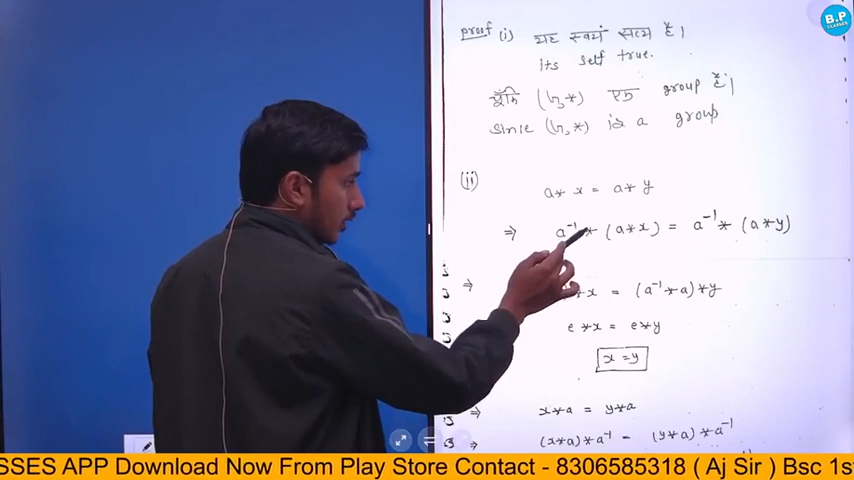 B.P
CLASSES
proof (i) यह स्वयं सत्य है।
Its self true.
चूँकि (G,*) एक group है।
since (G,*) is a group
(ii)
a* x = a* y
⇒ a⁻¹* (a*x) = a⁻¹* (a*y)
⇒ *x = (a⁻¹*a)*y
e*x = e*y
x=y
⇒ x*a = y*a
⇒ (x*a)*a⁻¹ = (y*a)*a⁻¹
SSES APP Download Now From Play Store Contact - 8306585318 ( Aj Sir ) Bsc 1st